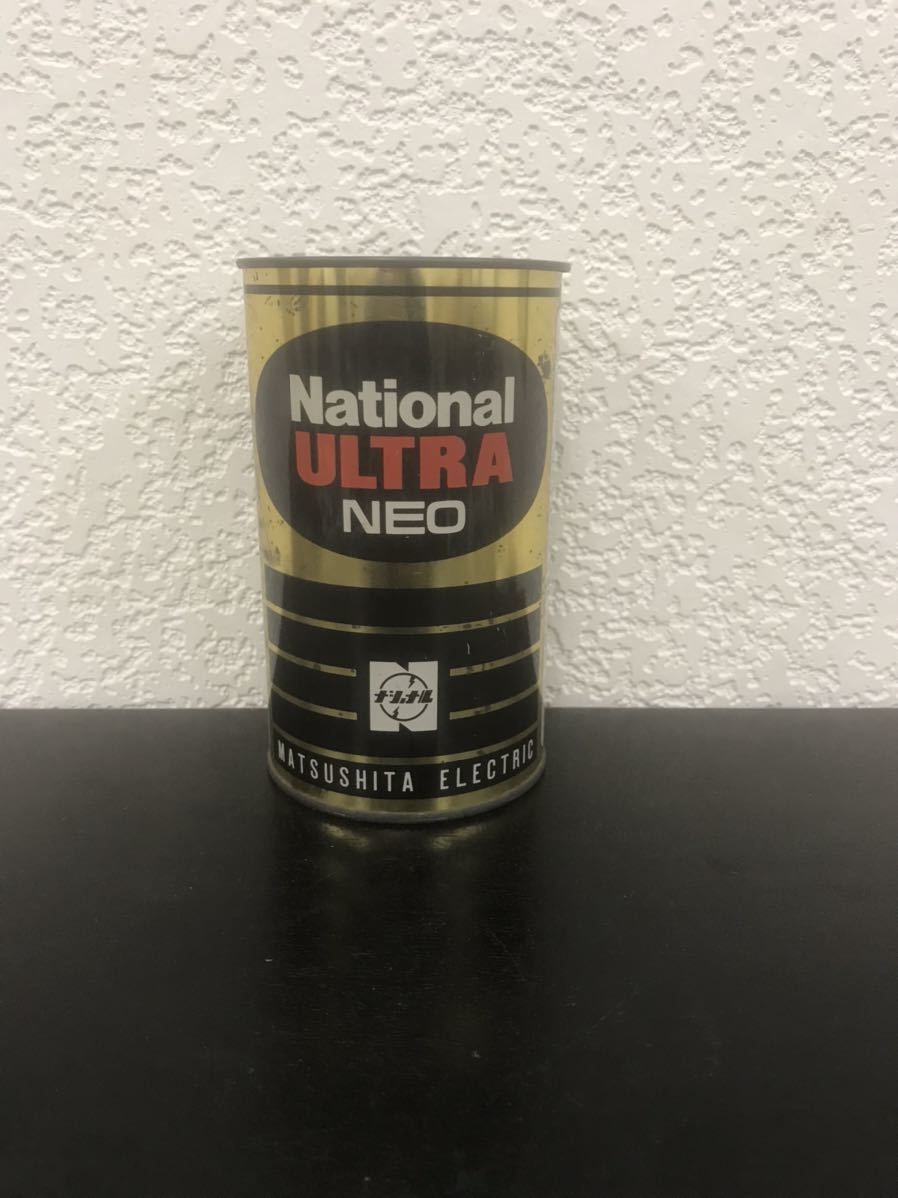 National
ULTRA
NEO
ナショナル
MATSUSHITA ELECTRIC